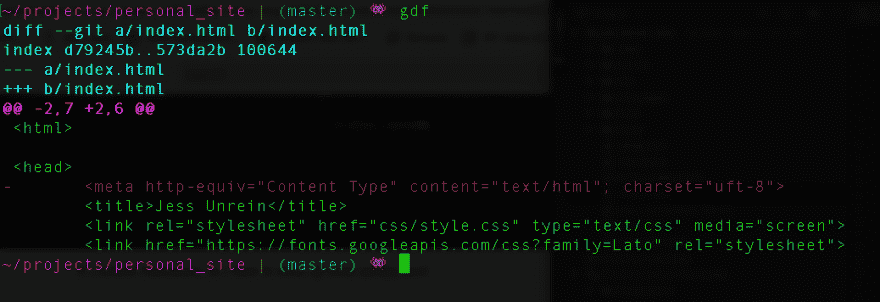 ~/projects/personal_site | (master) 👾 gdf
diff --git a/index.html b/index.html
index d79245b..573da2b 100644
--- a/index.html
+++ b/index.html
@@ -2,7 +2,6 @@
 <html>
 <head>
-        <meta http-equiv="Content Type" content="text/html"; charset="uft-8">
         <title>Jess Unrein</title>
         <link rel="stylesheet" href="css/style.css" type="text/css" media="screen">
         <link href="https://fonts.googleapis.com/css?family=Lato" rel="stylesheet">
~/projects/personal_site | (master) 👾